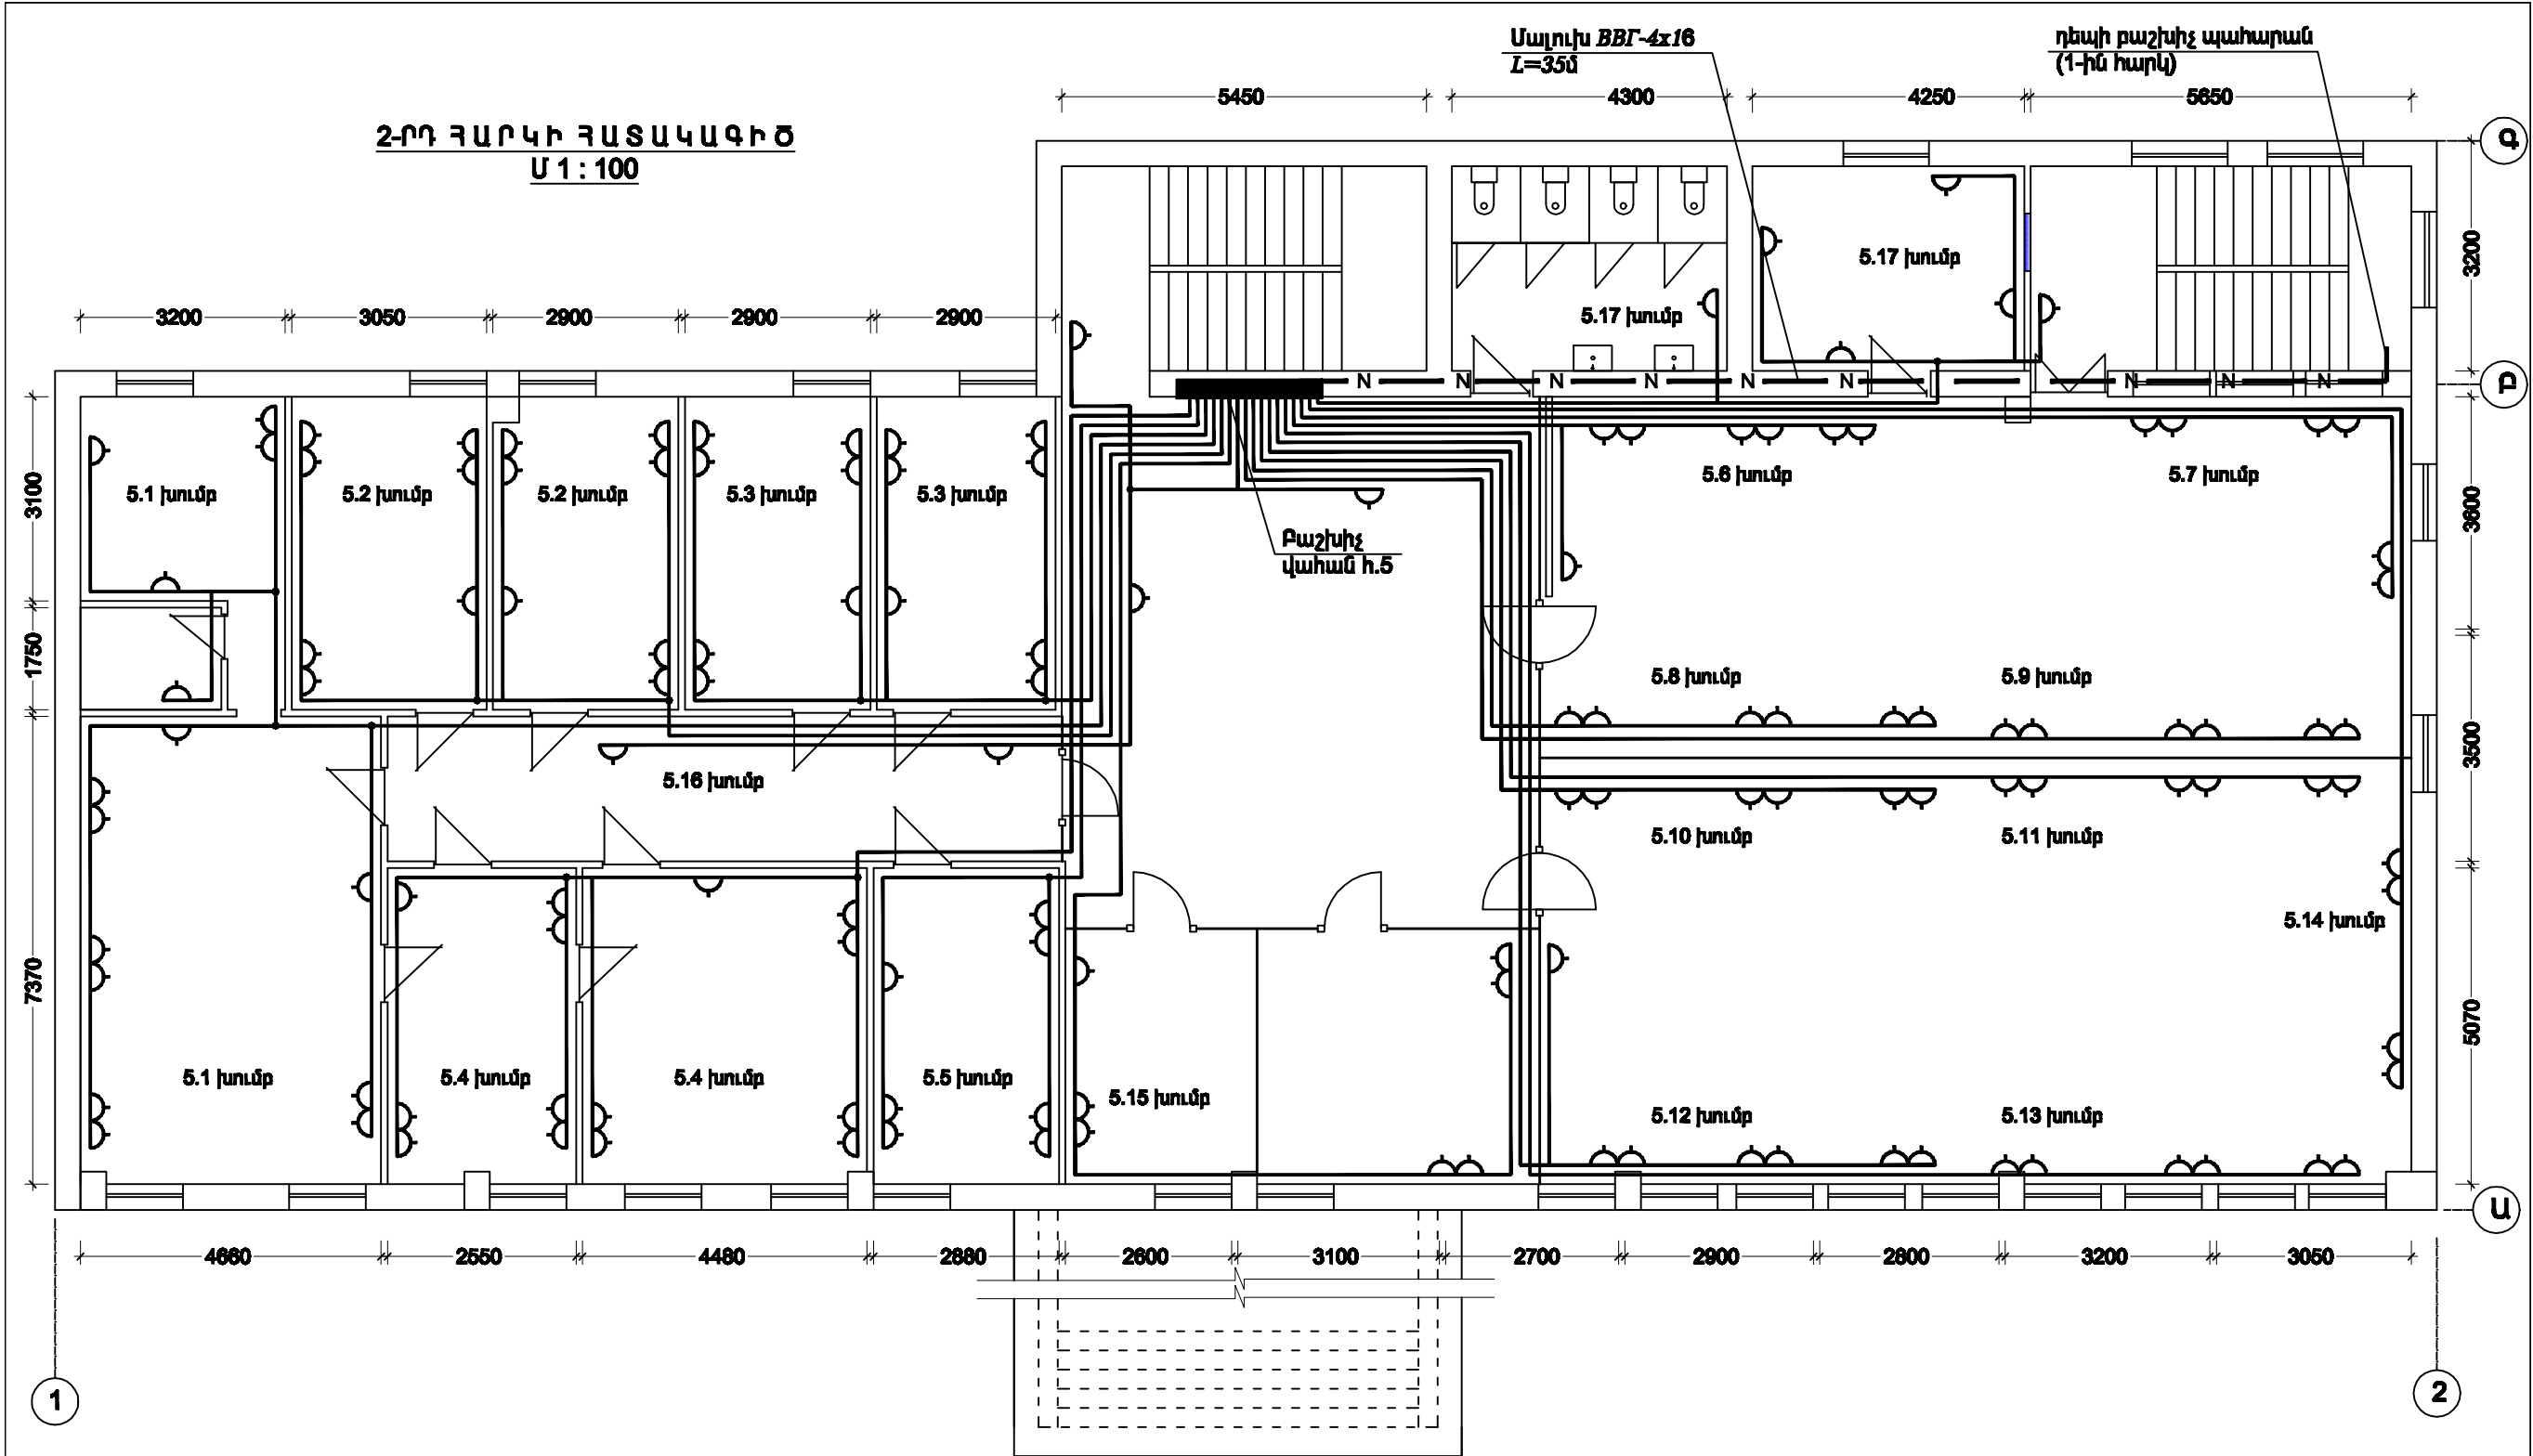 Մալուխ ВВГ-4x16
L=35մ
դեպի բաշխիչ պահարան
(1-ին հարկ)
5450
4300
4250
5650
2-ՐԴ ՀԱՐԿԻ ՀԱՏԱԿԱԳԻԾ
Մ 1 : 100
Գ
3200
5.17 խումբ
5.17 խումբ
3200
3050
2900
2900
2900
N N N N N N N N N
Բ
3100
5.1 խումբ
5.2 խումբ
5.2 խումբ
5.3 խումբ
5.3 խումբ
5.6 խումբ
5.7 խումբ
3600
Բաշխիչ
վահան հ.5
1750
5.8 խումբ
5.9 խումբ
3500
5.16 խումբ
5.10 խումբ
5.11 խումբ
5.14 խումբ
7370
5070
5.1 խումբ
5.4 խումբ
5.4 խումբ
5.5 խումբ
5.15 խումբ
5.12 խումբ
5.13 խումբ
Ա
4660
2550
4480
2880
2600
3100
2700
2900
2800
3200
3050
1
2